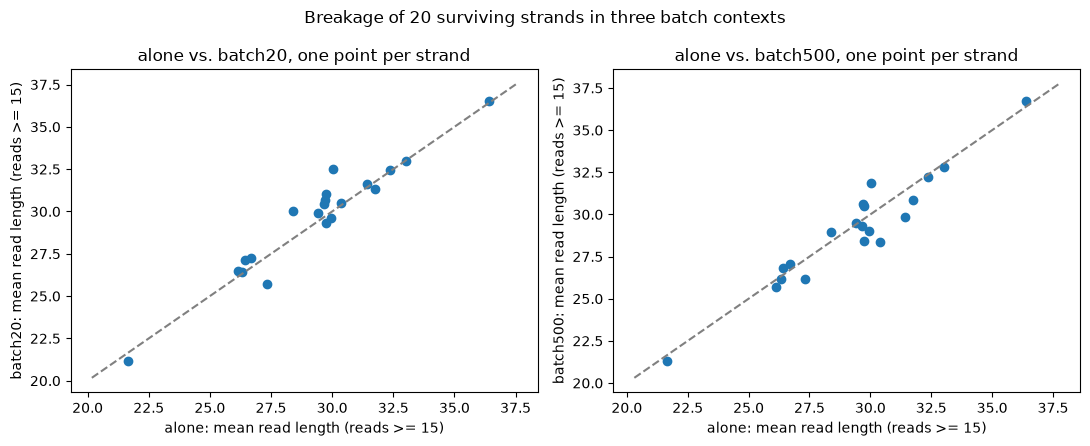 Breakage of 20 surviving strands in three batch contexts
alone vs. batch20, one point per strand
batch20: mean read length (reads >= 15)
37.5
35.0
32.5
30.0
27.5
25.0
22.5
20.0
20.0 22.5 25.0 27.5 30.0 32.5 35.0 37.5
alone: mean read length (reads >= 15)
alone vs. batch500, one point per strand
batch500: mean read length (reads >= 15)
37.5
35.0
32.5
30.0
27.5
25.0
22.5
20.0
20.0 22.5 25.0 27.5 30.0 32.5 35.0 37.5
alone: mean read length (reads >= 15)